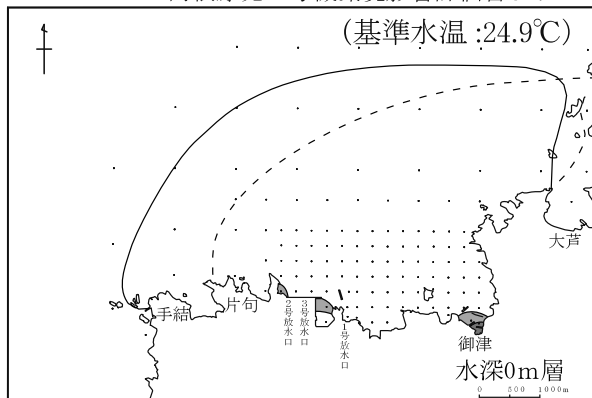 (基準水温 :24.9℃)
大芦
手結
片句
2号放水口
3号放水口
1号放水口
御津
水深0m層
0 500 1000m